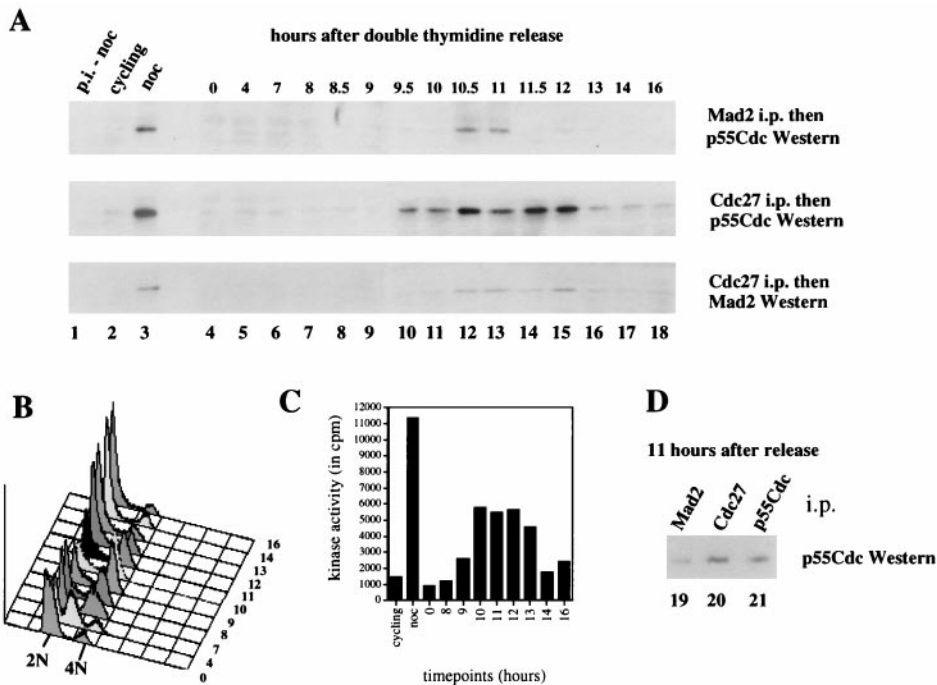 A
hours after double thymidine release
p.i. - noc
cycling
noc
0 4 7 8 8.5 9 9.5 10 10.5 11 11.5 12 13 14 16
Mad2 i.p. then
p55Cdc Western
Cdc27 i.p. then
p55Cdc Western
Cdc27 i.p. then
Mad2 Western
1 2 3 4 5 6 7 8 9 10 11 12 13 14 15 16 17 18
B
2N
4N
16
14
13
12
11
10
9
8
7
4
0
C
kinase activity (in cpm)
12000
11000
10000
9000
8000
7000
6000
5000
4000
3000
2000
1000
0
cycling
noc
0
8
9
10
11
12
13
14
16
timepoints (hours)
D
11 hours after release
Mad2
Cdc27
p55Cdc
i.p.
p55Cdc Western
19 20 21